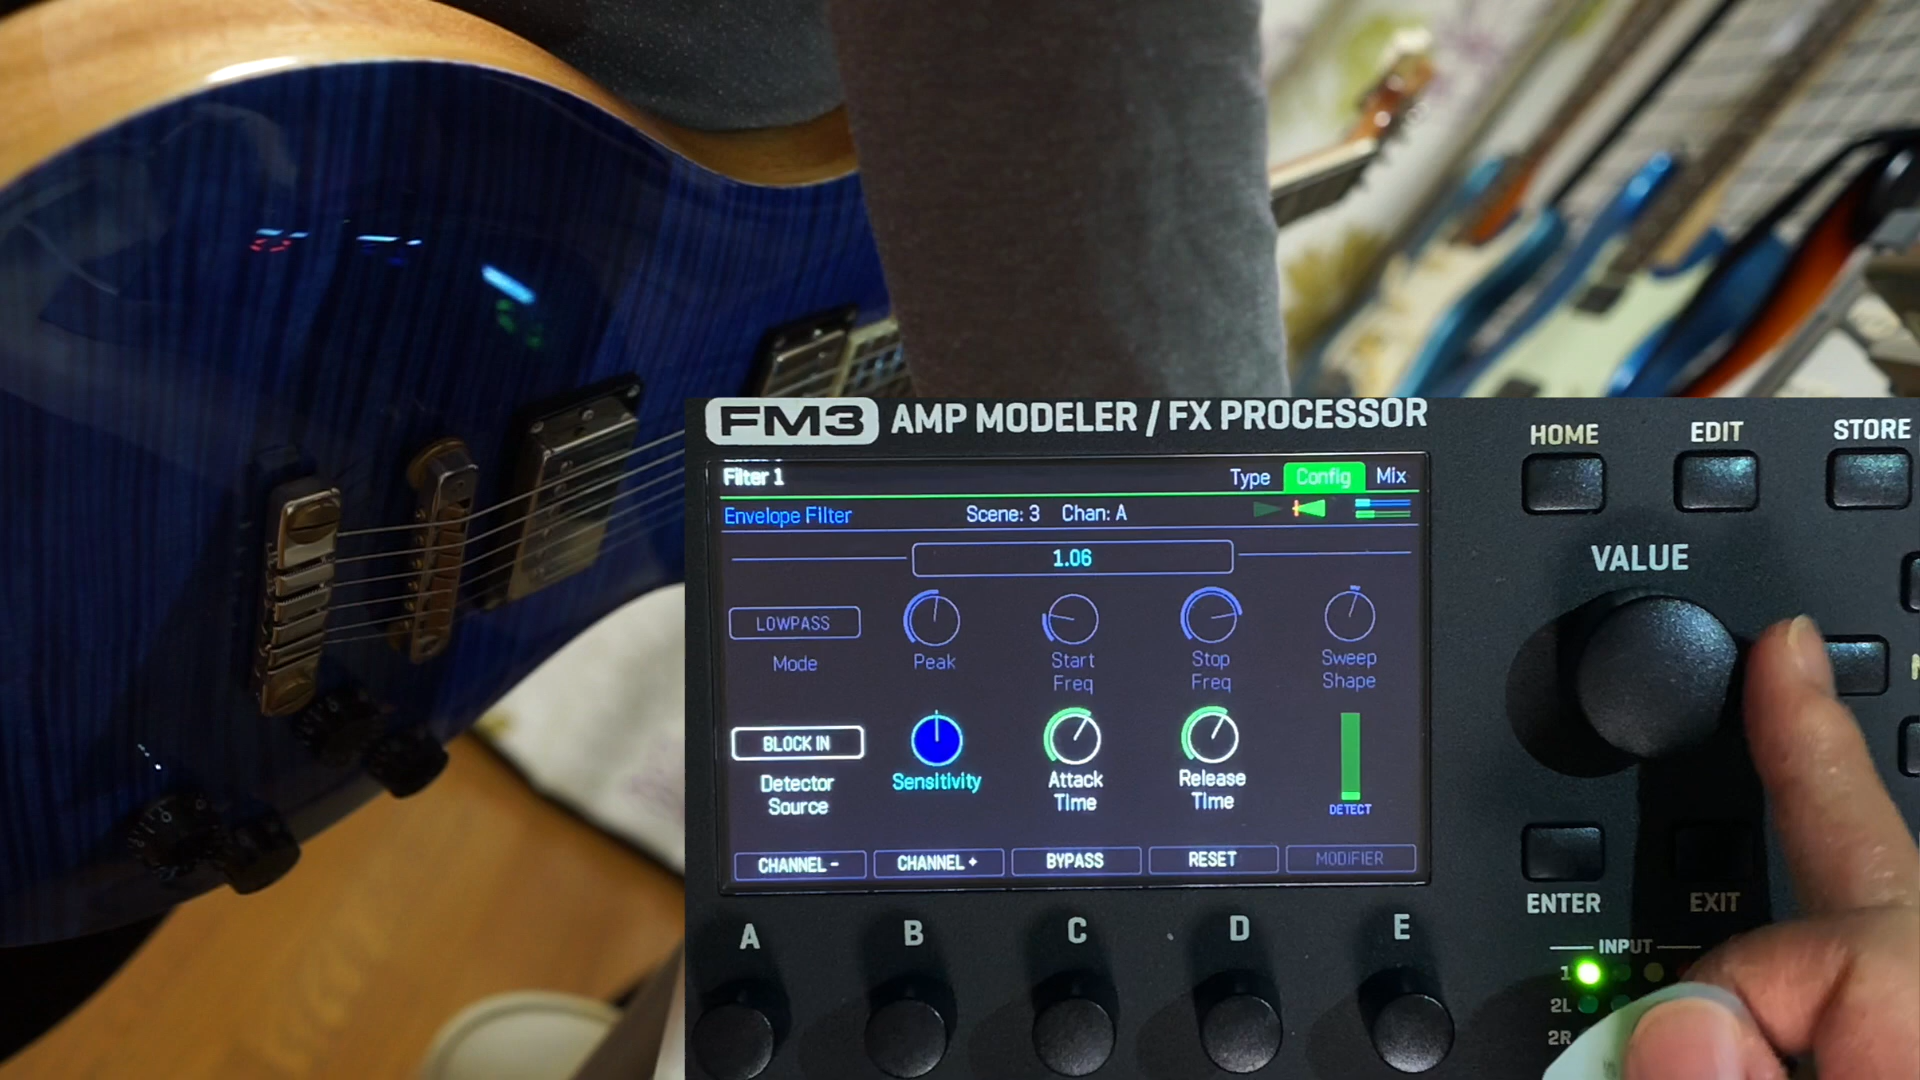 FM3 AMP MODELER / FX PROCESSOR
HOME EDIT STORE
Filter 1 Type Config Mix
Envelope Filter Scene: 3 Chan: A
1.06
VALUE
LOWPASS
Mode Peak Start Freq Stop Freq Sweep Shape
BLOCK IN
Detector Source Sensitivity Attack Time Release Time DETECT
CHANNEL - CHANNEL + BYPASS RESET MODIFIER
ENTER EXIT
A B C D E
INPUT
1
2L
2R